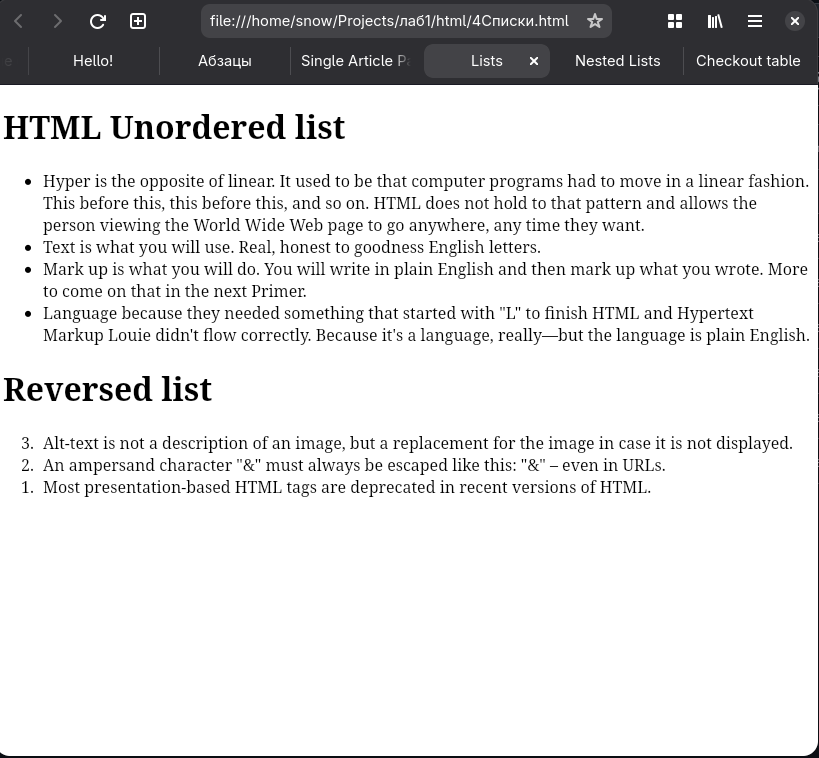 file:///home/snow/Projects/лаб1/html/4Списки.html
Hello! Абзацы Single Article Lists Nested Lists Checkout table
HTML Unordered list
Hyper is the opposite of linear. It used to be that computer programs had to move in a linear fashion.
This before this, this before this, and so on. HTML does not hold to that pattern and allows the
person viewing the World Wide Web page to go anywhere, any time they want.
Text is what you will use. Real, honest to goodness English letters.
Mark up is what you will do. You will write in plain English and then mark up what you wrote. More
to come on that in the next Primer.
Language because they needed something that started with "L" to finish HTML and Hypertext
Markup Louie didn't flow correctly. Because it's a language, really—but the language is plain English.
Reversed list
3. Alt-text is not a description of an image, but a replacement for the image in case it is not displayed.
2. An ampersand character "&" must always be escaped like this: "&" – even in URLs.
1. Most presentation-based HTML tags are deprecated in recent versions of HTML.